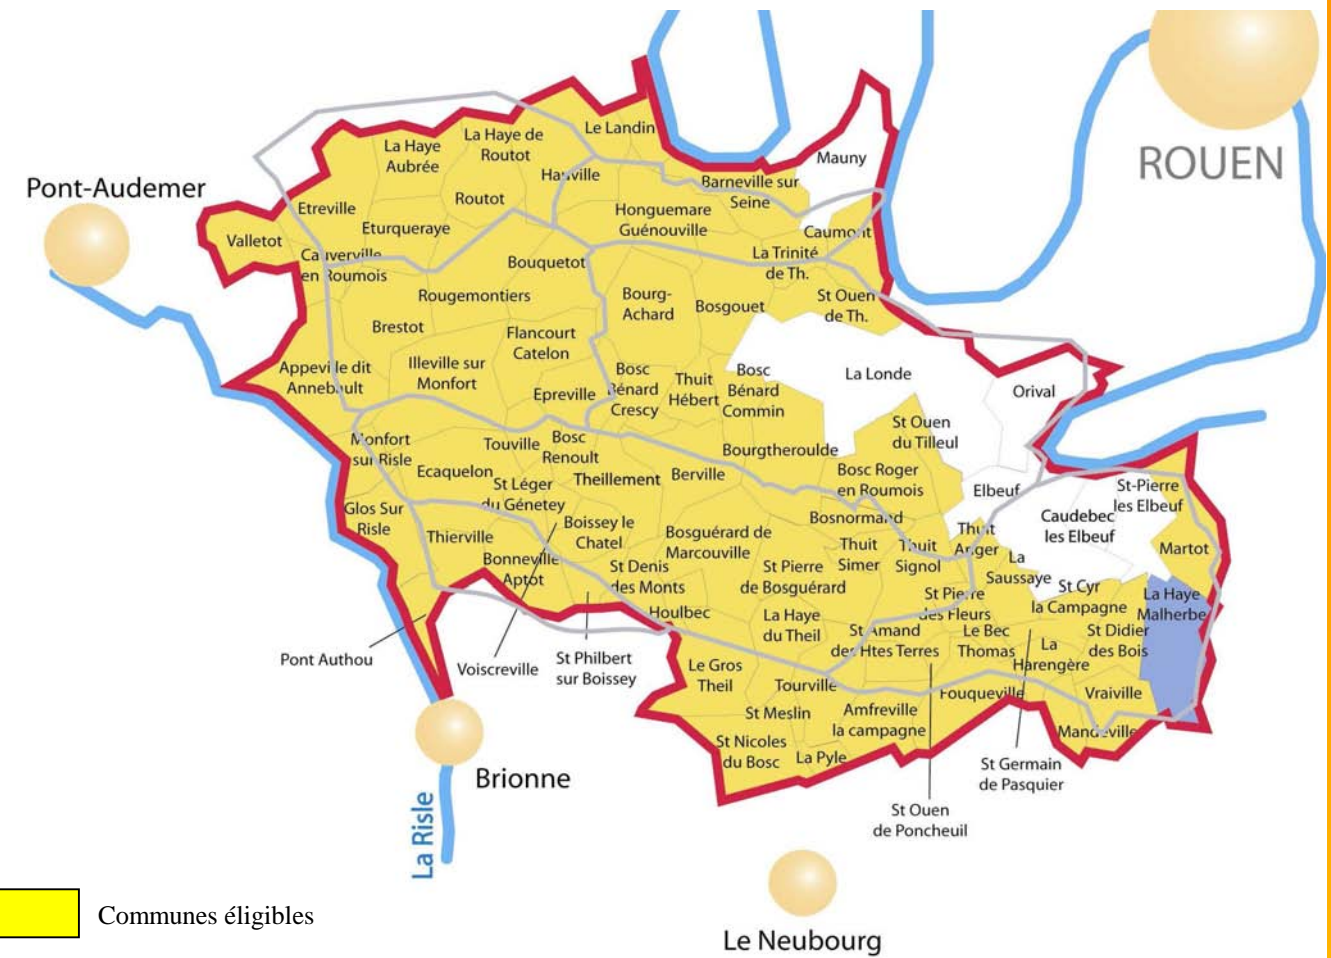 ROUEN
Pont-Audemer
Le Landin
La Haye de
Routot
La Haye
Aubrée
Mauny
Hauville
Barneville sur
Seine
Routot
Etreville
Honguemare
Guénouville
Eturqueraye
Caumont
Valletot
Cauverville
en Roumois
La Trinité
de Th.
Bouquetot
Rougemontiers
Bourg-
Achard
Bosgouet
St Ouen
de Th.
Brestot
Flancourt
Catelon
Appeville dit
Annebault
Illeville sur
Monfort
Epreville
Bosc
Bénard
Crescy
Thuit
Hébert
Bosc
Bénard
Commin
La Londe
Orival
St Ouen
du Tilleul
Monfort
sur Risle
Touville
Bosc
Renoult
Bourgtheroulde
Ecaquelon
St Léger
du Génetey
Theillement
Berville
Bosc Roger
en Roumois
Elbeuf
St-Pierre
les Elbeuf
Glos Sur
Risle
Caudebec
les Elbeuf
Thierville
Boissey le
Chatel
Bosguérard de
Marcouville
Bosnormand
Thuit
Anger
Martot
Bonneville
Aptot
St Denis
des Monts
St Pierre
de Bosguérard
Thuit
Simer
Thuit
Signol
La
Saussaye
St Cyr
la Campagne
La Haye
Malherbe
Houlbec
La Haye
du Theil
St Pierre
des Fleurs
St Amand
des Htes Terres
Le Bec
Thomas
La
Harengère
St Didier
des Bois
Pont Authou
Voiscreville
St Philbert
sur Boissey
Le Gros
Theil
Tourville
Fouqueville
Vraiville
St Meslin
Amfreville
la campagne
Mandeville
St Nicoles
du Bosc
La Pyle
St Germain
de Pasquier
Brionne
St Ouen
de Poncheuil
La Risle
Communes éligibles
Le Neubourg